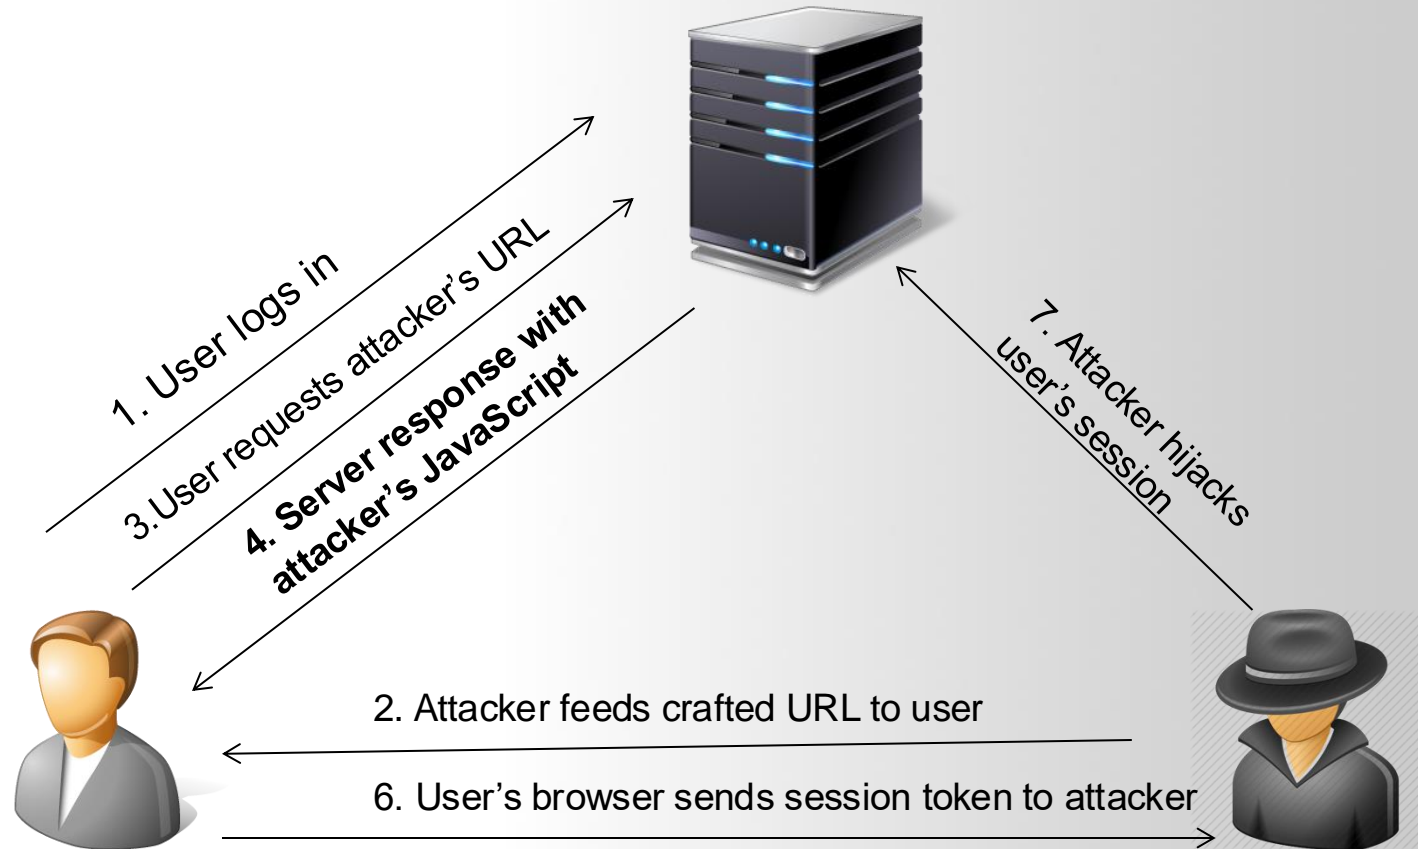 1. User logs in
3.User requests attacker’s URL
4. Server response with
attacker’s JavaScript
7. Attacker hijacks
user’s session
2. Attacker feeds crafted URL to user
6. User’s browser sends session token to attacker